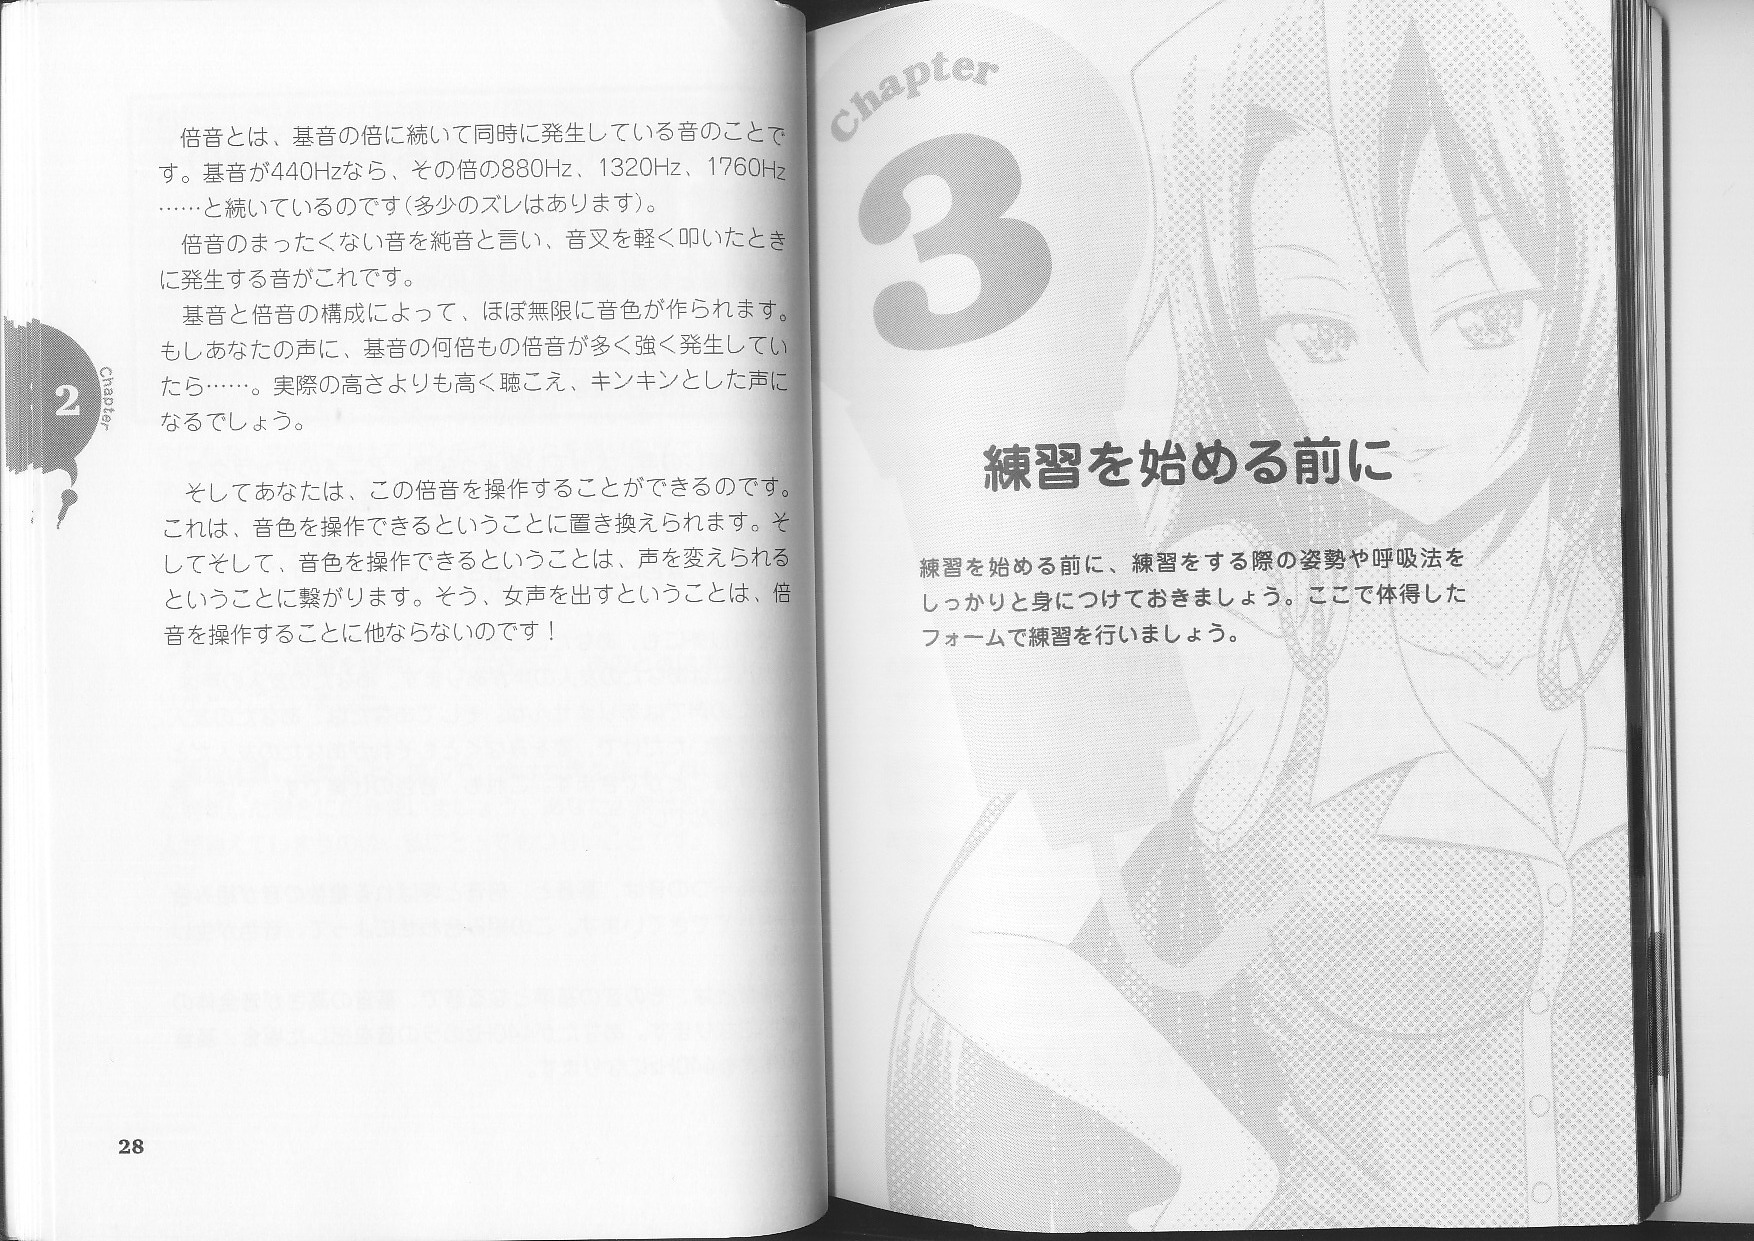 倍音とは、基音の倍に続いて同時に発生している音のことで
す。基音が440Hzなら、その倍の880Hz、1320Hz、1760Hz
……と続いているのです(多少のズレはあります)。
倍音のまったくない音を純音と言い、音叉を軽く叩いたとき
に発生する音がこれです。
基音と倍音の構成によって、ほぼ無限に音色が作られます。
もしあなたの声に、基音の何倍もの倍音が多く強く発生してい
たら……。実際の高さよりも高く聴こえ、キンキンとした声に
なるでしょう。
そしてあなたは、この倍音を操作することができるのです。
これは、音色を操作できるということに置き換えられます。そ
してそして、音色を操作できるということは、声を変えられる
ということに繋がります。そう、女声を出すということは、倍
音を操作することに他ならないのです！
2
Chapter
28
chapter
3
練習を始める前に
練習を始める前に、練習をする際の姿勢や呼吸法を
しっかりと身につけておきましょう。ここで体得した
フォームで練習を行いましょう。